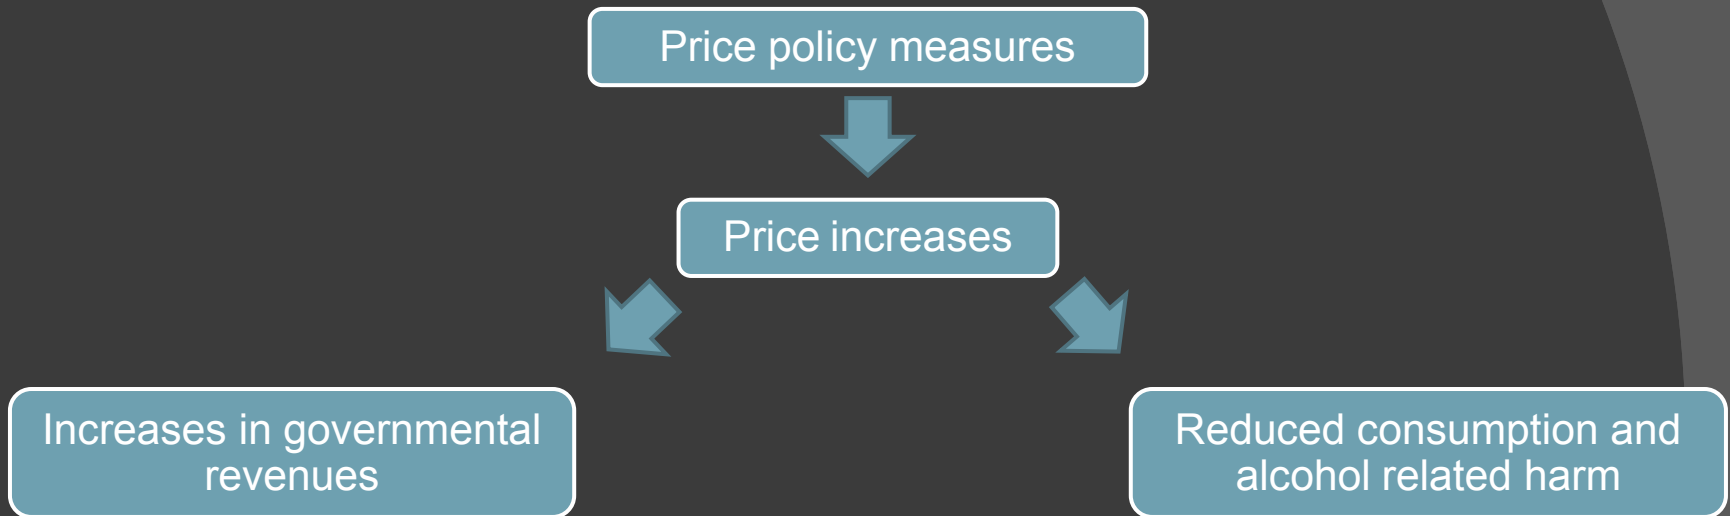 Price policy measures
Price increases
Increases in governmental
revenues
Reduced consumption and
alcohol related harm